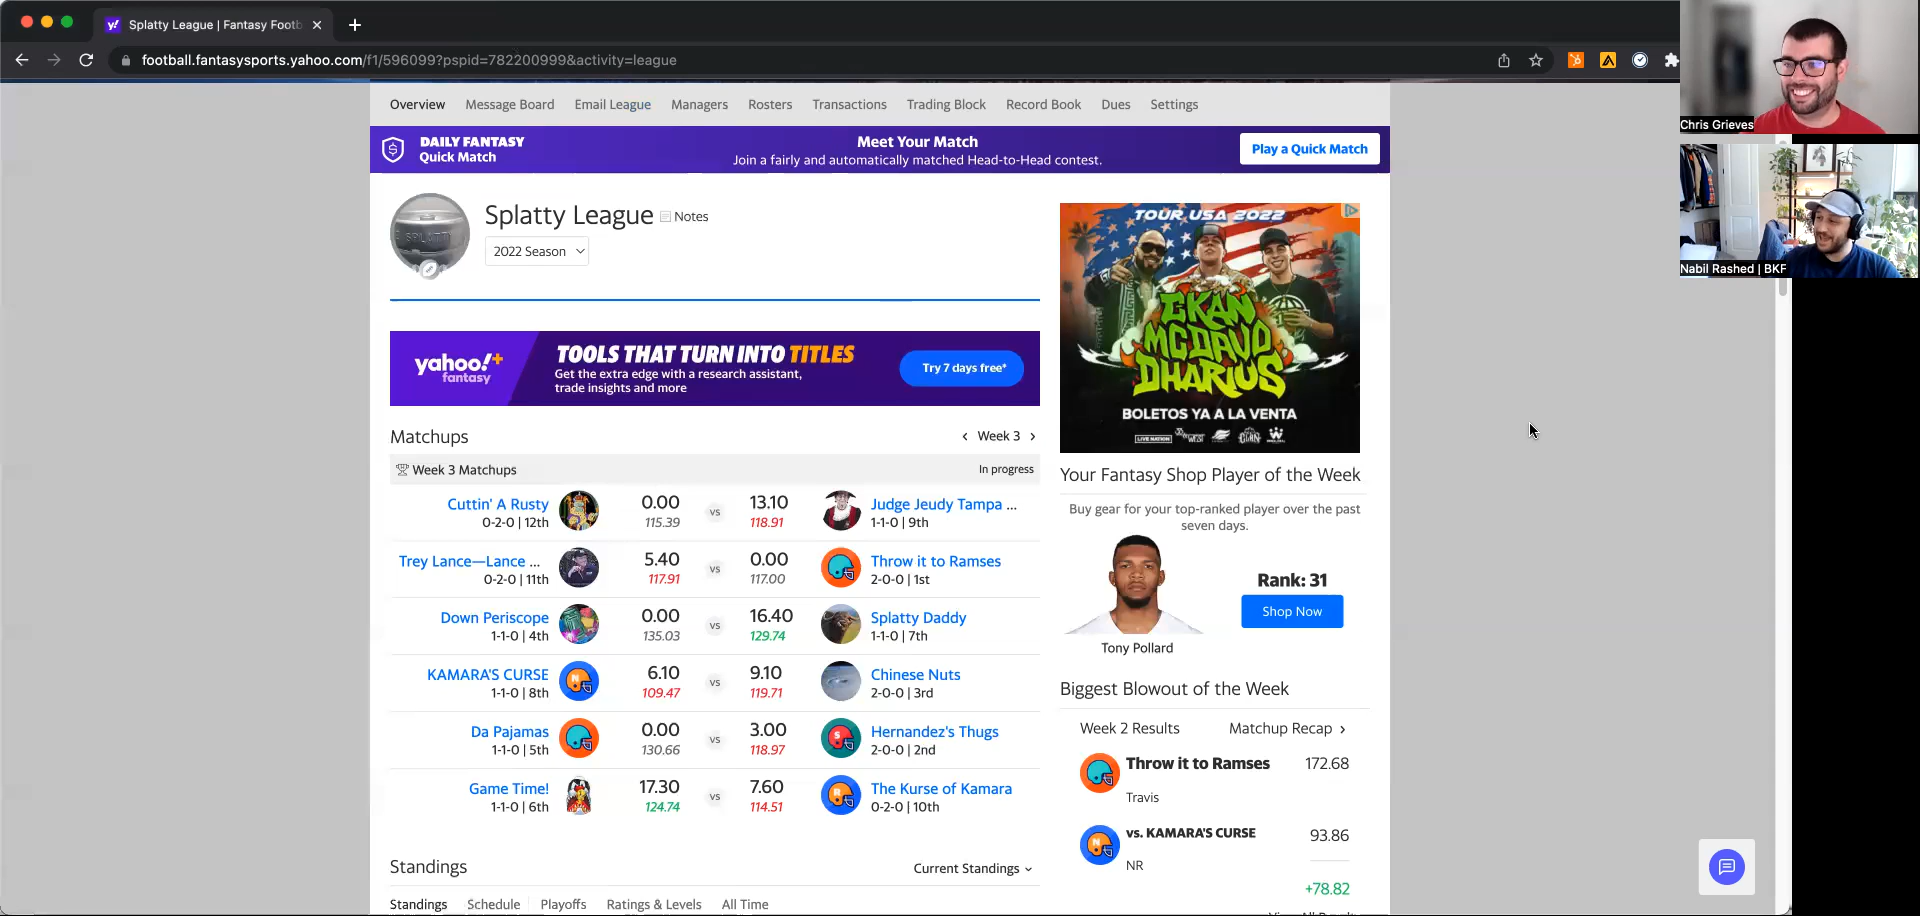 Splatty League | Fantasy Footb
football.fantasysports.yahoo.com/f1/596099?pspid=782200999&activity=league
Overview Message Board Email League Managers Rosters Transactions Trading Block Record Book Dues Settings
DAILY FANTASY
Quick Match
Meet Your Match
Join a fairly and automatically matched Head-to-Head contest.
Play a Quick Match
Chris Grieves
Nabil Rashed | BKF
SPLATTY
Splatty League
Notes
2022 Season
yahoo!+
fantasy
TOOLS THAT TURN INTO TITLES
Get the extra edge with a research assistant,
trade insights and more
Try 7 days free*
TOUR USA 2022
EKAN
MCDAVO
DHARIUS
BOLETOS YA A LA VENTA
LIVE NATION
Matchups
Week 3
Week 3 Matchups
In progress
Cuttin' A Rusty 0.00 vs 13.10 Judge Jeudy Tampa ...
0-2-0 | 12th 115.39 118.91 1-1-0 | 9th
Trey Lance—Lance ... 5.40 vs 0.00 Throw it to Ramses
0-2-0 | 11th 117.91 117.00 2-0-0 | 1st
Down Periscope 0.00 vs 16.40 Splatty Daddy
1-1-0 | 4th 135.03 129.74 1-1-0 | 7th
KAMARA'S CURSE 6.10 vs 9.10 Chinese Nuts
1-1-0 | 8th 109.47 119.71 2-0-0 | 3rd
Da Pajamas 0.00 vs 3.00 Hernandez's Thugs
1-1-0 | 5th 130.66 118.97 2-0-0 | 2nd
Game Time! 17.30 vs 7.60 The Kurse of Kamara
1-1-0 | 6th 124.74 114.51 0-2-0 | 10th
Standings
Current Standings
Standings Schedule Playoffs Ratings & Levels All Time
Your Fantasy Shop Player of the Week
Buy gear for your top-ranked player over the past
seven days.
Rank: 31
Shop Now
Tony Pollard
Biggest Blowout of the Week
Week 2 Results
Matchup Recap
Throw it to Ramses 172.68
Travis
vs. KAMARA'S CURSE 93.86
NR
+78.82